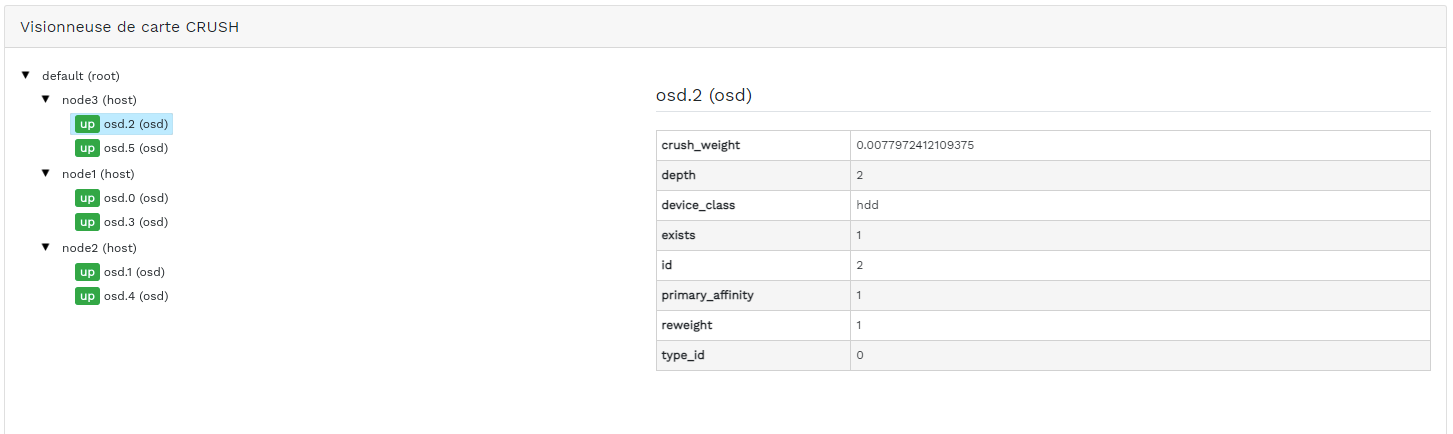 Visionneuse de carte CRUSH
default (root)
node3 (host)
up osd.2 (osd)
up osd.5 (osd)
node1 (host)
up osd.0 (osd)
up osd.3 (osd)
node2 (host)
up osd.1 (osd)
up osd.4 (osd)
osd.2 (osd)
crush_weight 0.0077972412109375
depth 2
device_class hdd
exists 1
id 2
primary_affinity 1
reweight 1
type_id 0